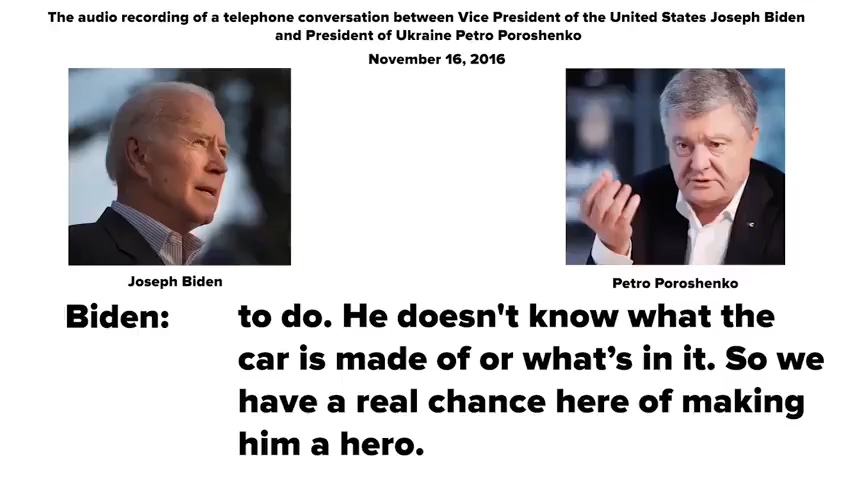 The audio recording of a telephone conversation between Vice President of the United States Joseph Biden
and President of Ukraine Petro Poroshenko
November 16, 2016
Joseph Biden
Petro Poroshenko
Biden: to do. He doesn't know what the
car is made of or what’s in it. So we
have a real chance here of making
him a hero.